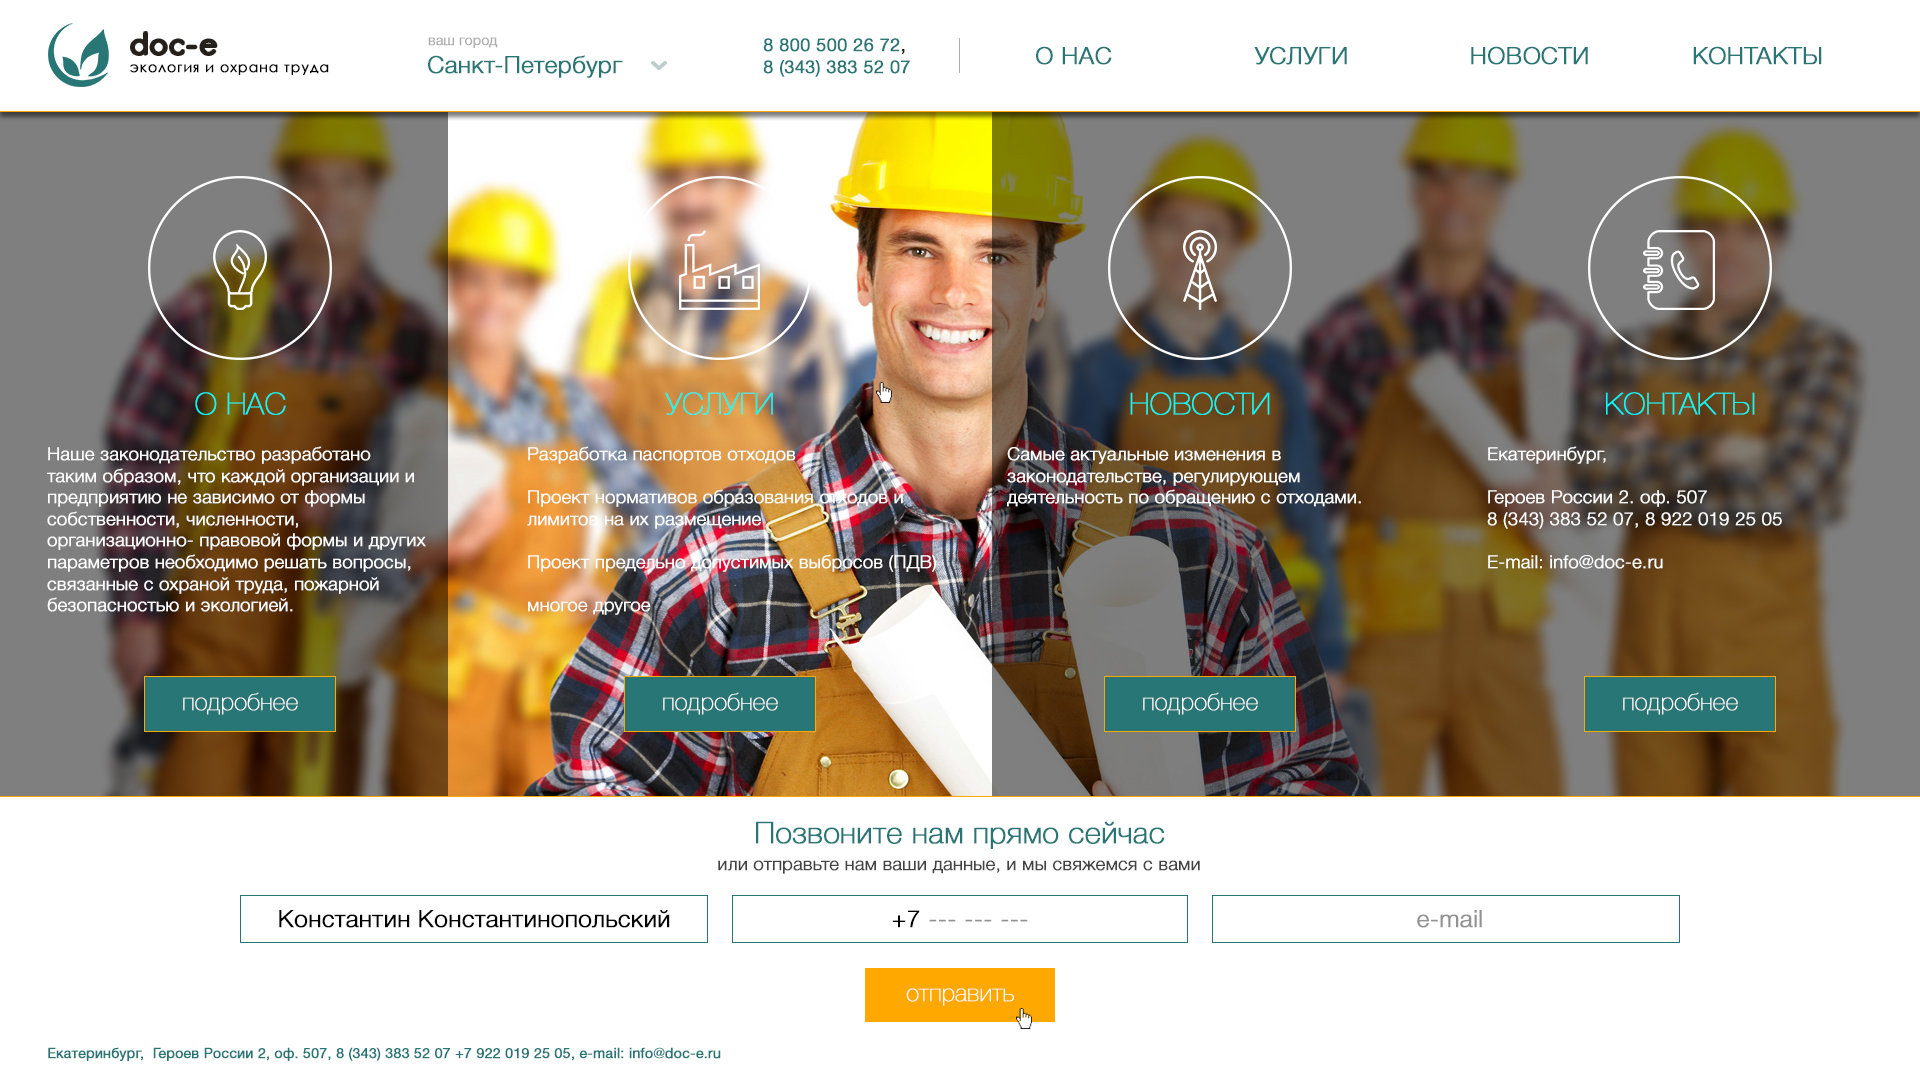 doc-e
экология и охрана труда
ваш город
Санкт-Петербург
8 800 500 26 72,
8 (343) 383 52 07
О НАС
УСЛУГИ
НОВОСТИ
КОНТАКТЫ
О НАС
Наше законодательство разработано
таким образом, что каждой организации и
предприятию не зависимо от формы
собственности, численности,
организационно- правовой формы и других
параметров необходимо решать вопросы,
связанные с охраной труда, пожарной
безопасностью и экологией.
подробнее
УСЛУГИ
Разработка паспортов отходов
Проект нормативов образования отходов и
лимитов на их размещение
Проект предельно допустимых выбросов (ПДВ)
многое другое
подробнее
НОВОСТИ
Самые актуальные изменения в
законодательстве, регулирующем
деятельность по обращению с отходами.
подробнее
КОНТАКТЫ
Екатеринбург,
Героев России 2. оф. 507
8 (343) 383 52 07, 8 922 019 25 05
E-mail: info@doc-e.ru
подробнее
Позвоните нам прямо сейчас
или отправьте нам ваши данные, и мы свяжемся с вами
Константин Константинопольский
+7 --- --- ---
e-mail
отправить
Екатеринбург, Героев России 2, оф. 507, 8 (343) 383 52 07 +7 922 019 25 05, e-mail: info@doc-e.ru